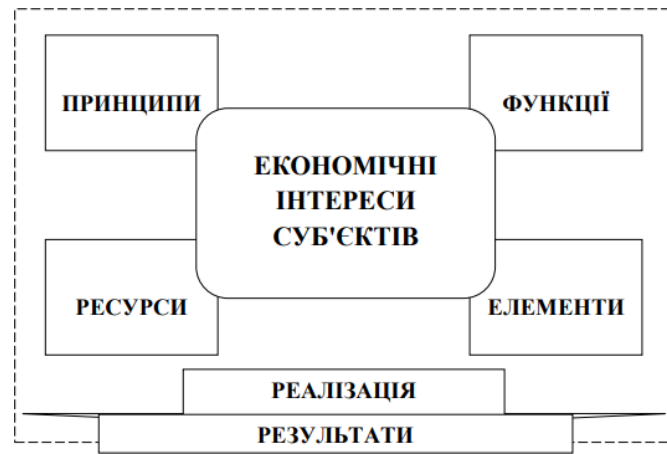 ПРИНЦИПИ
ФУНКЦІЇ
ЕКОНОМІЧНІ
ІНТЕРЕСИ
СУБ'ЄКТІВ
РЕСУРСИ
ЕЛЕМЕНТИ
РЕАЛІЗАЦІЯ
РЕЗУЛЬТАТИ